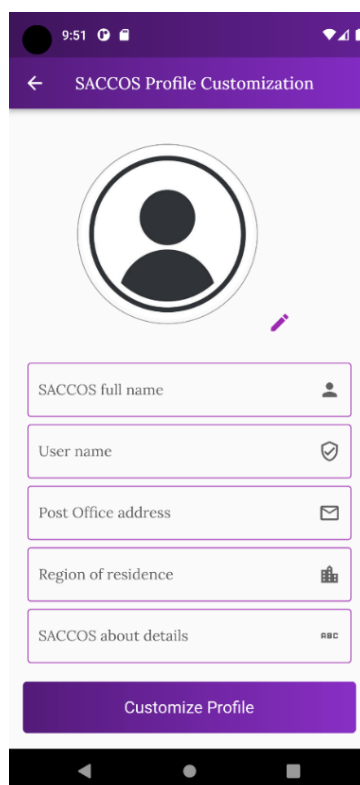 9:51
SACCOS Profile Customization
SACCOS full name
User name
Post Office address
Region of residence
SACCOS about details
ABC
Customize Profile